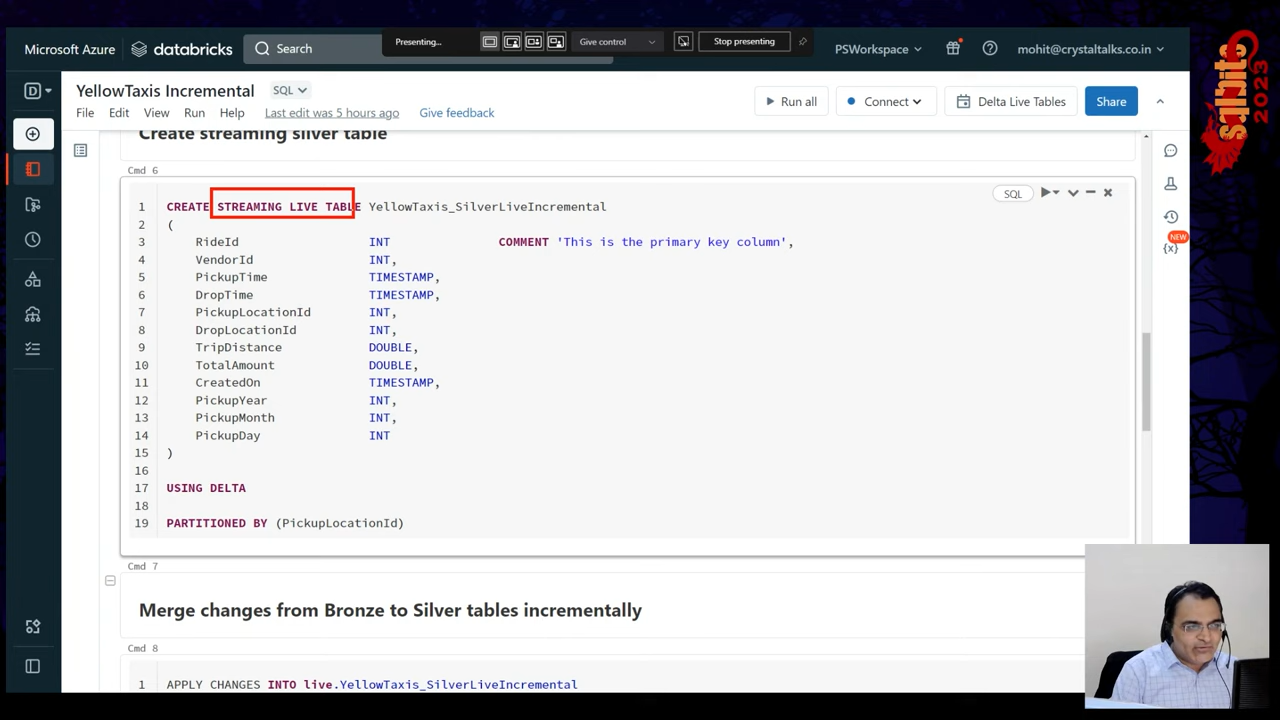 Microsoft Azure
databricks
Search
Presenting...
Give control
Stop presenting
PSWorkspace
mohit@crystaltalks.co.in
sqlbits
2023
D
YellowTaxis Incremental
SQL
File
Edit
View
Run
Help
Last edit was 5 hours ago
Give feedback
Run all
Connect
Delta Live Tables
Share
Create streaming silver table
Cmd 6
SQL
NEW
{x}
1 CREATE STREAMING LIVE TABLE YellowTaxis_SilverLiveIncremental
2 (
3 RideId INT COMMENT 'This is the primary key column',
4 VendorId INT,
5 PickupTime TIMESTAMP,
6 DropTime TIMESTAMP,
7 PickupLocationId INT,
8 DropLocationId INT,
9 TripDistance DOUBLE,
10 TotalAmount DOUBLE,
11 CreatedOn TIMESTAMP,
12 PickupYear INT,
13 PickupMonth INT,
14 PickupDay INT
15 )
16
17 USING DELTA
18
19 PARTITIONED BY (PickupLocationId)
Cmd 7
Merge changes from Bronze to Silver tables incrementally
Cmd 8
1 APPLY CHANGES INTO live.YellowTaxis_SilverLiveIncremental